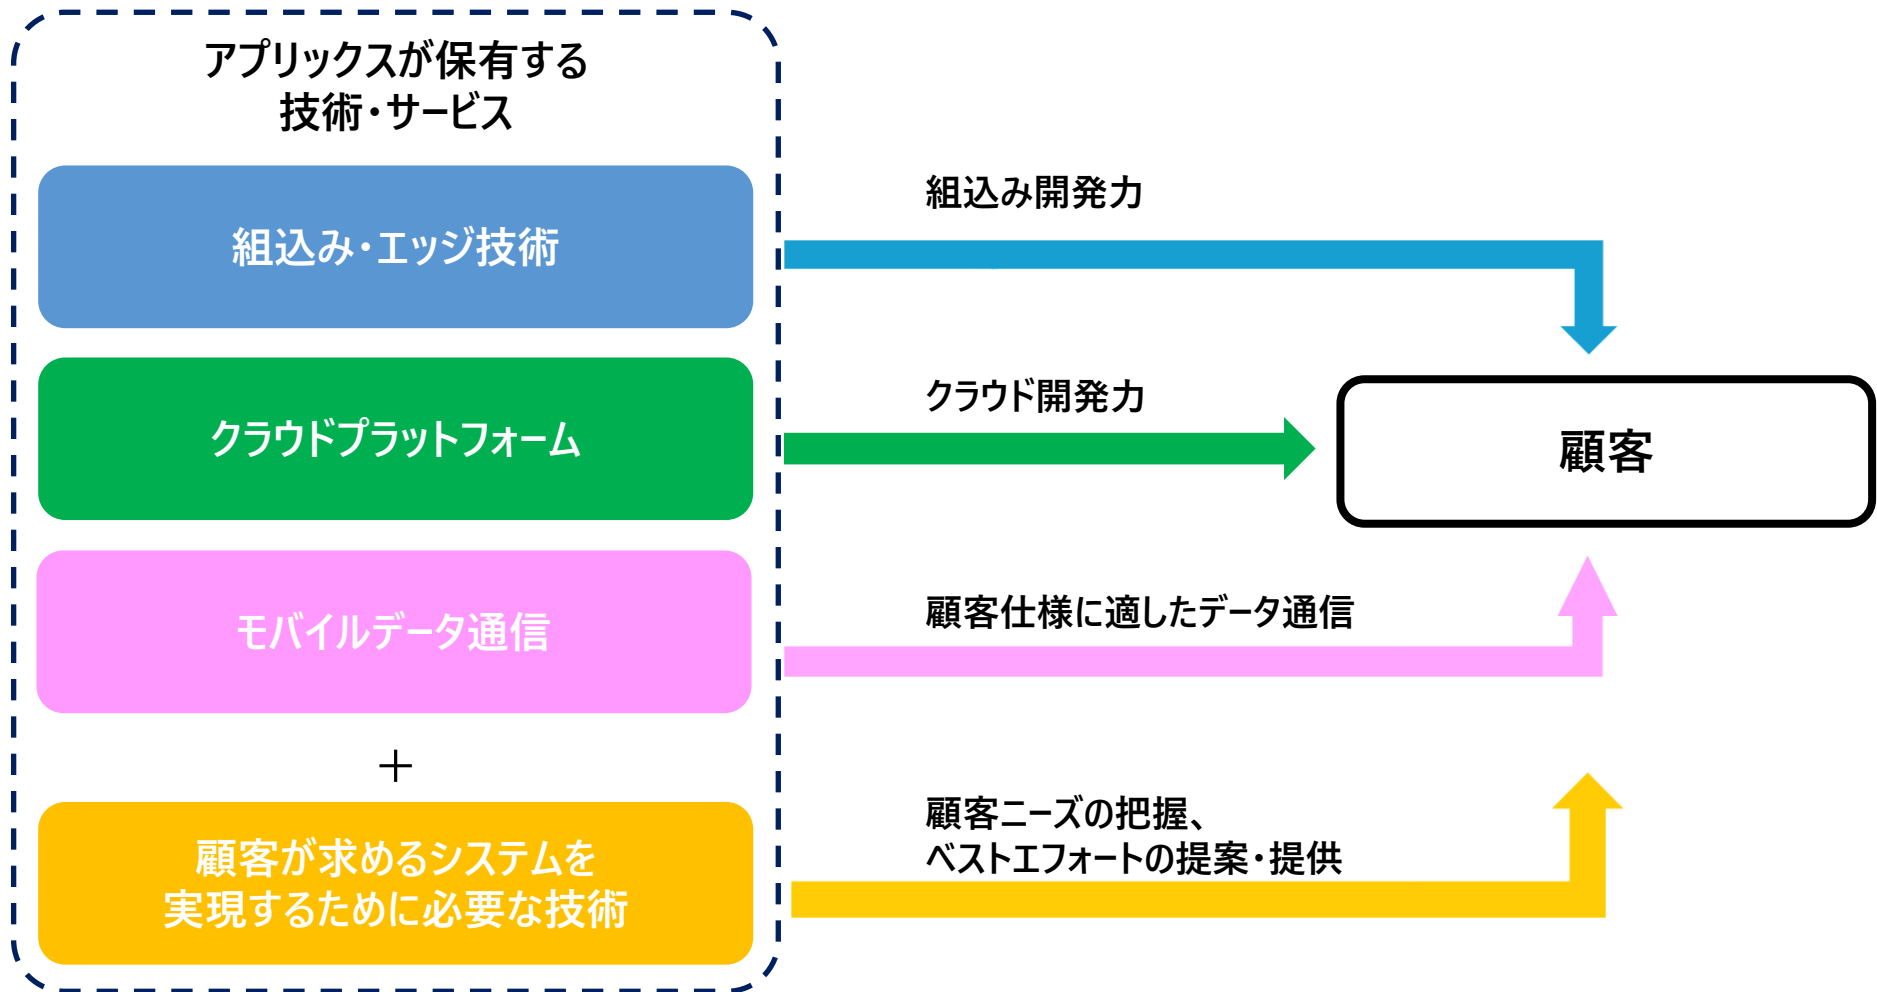 アプリックスが保有する
技術・サービス
組込み・エッジ技術
クラウドプラットフォーム
モバイルデータ通信
＋
顧客が求めるシステムを
実現するために必要な技術
組込み開発力
クラウド開発力
顧客仕様に適したデータ通信
顧客ニーズの把握、
ベストエフォートの提案・提供
顧客